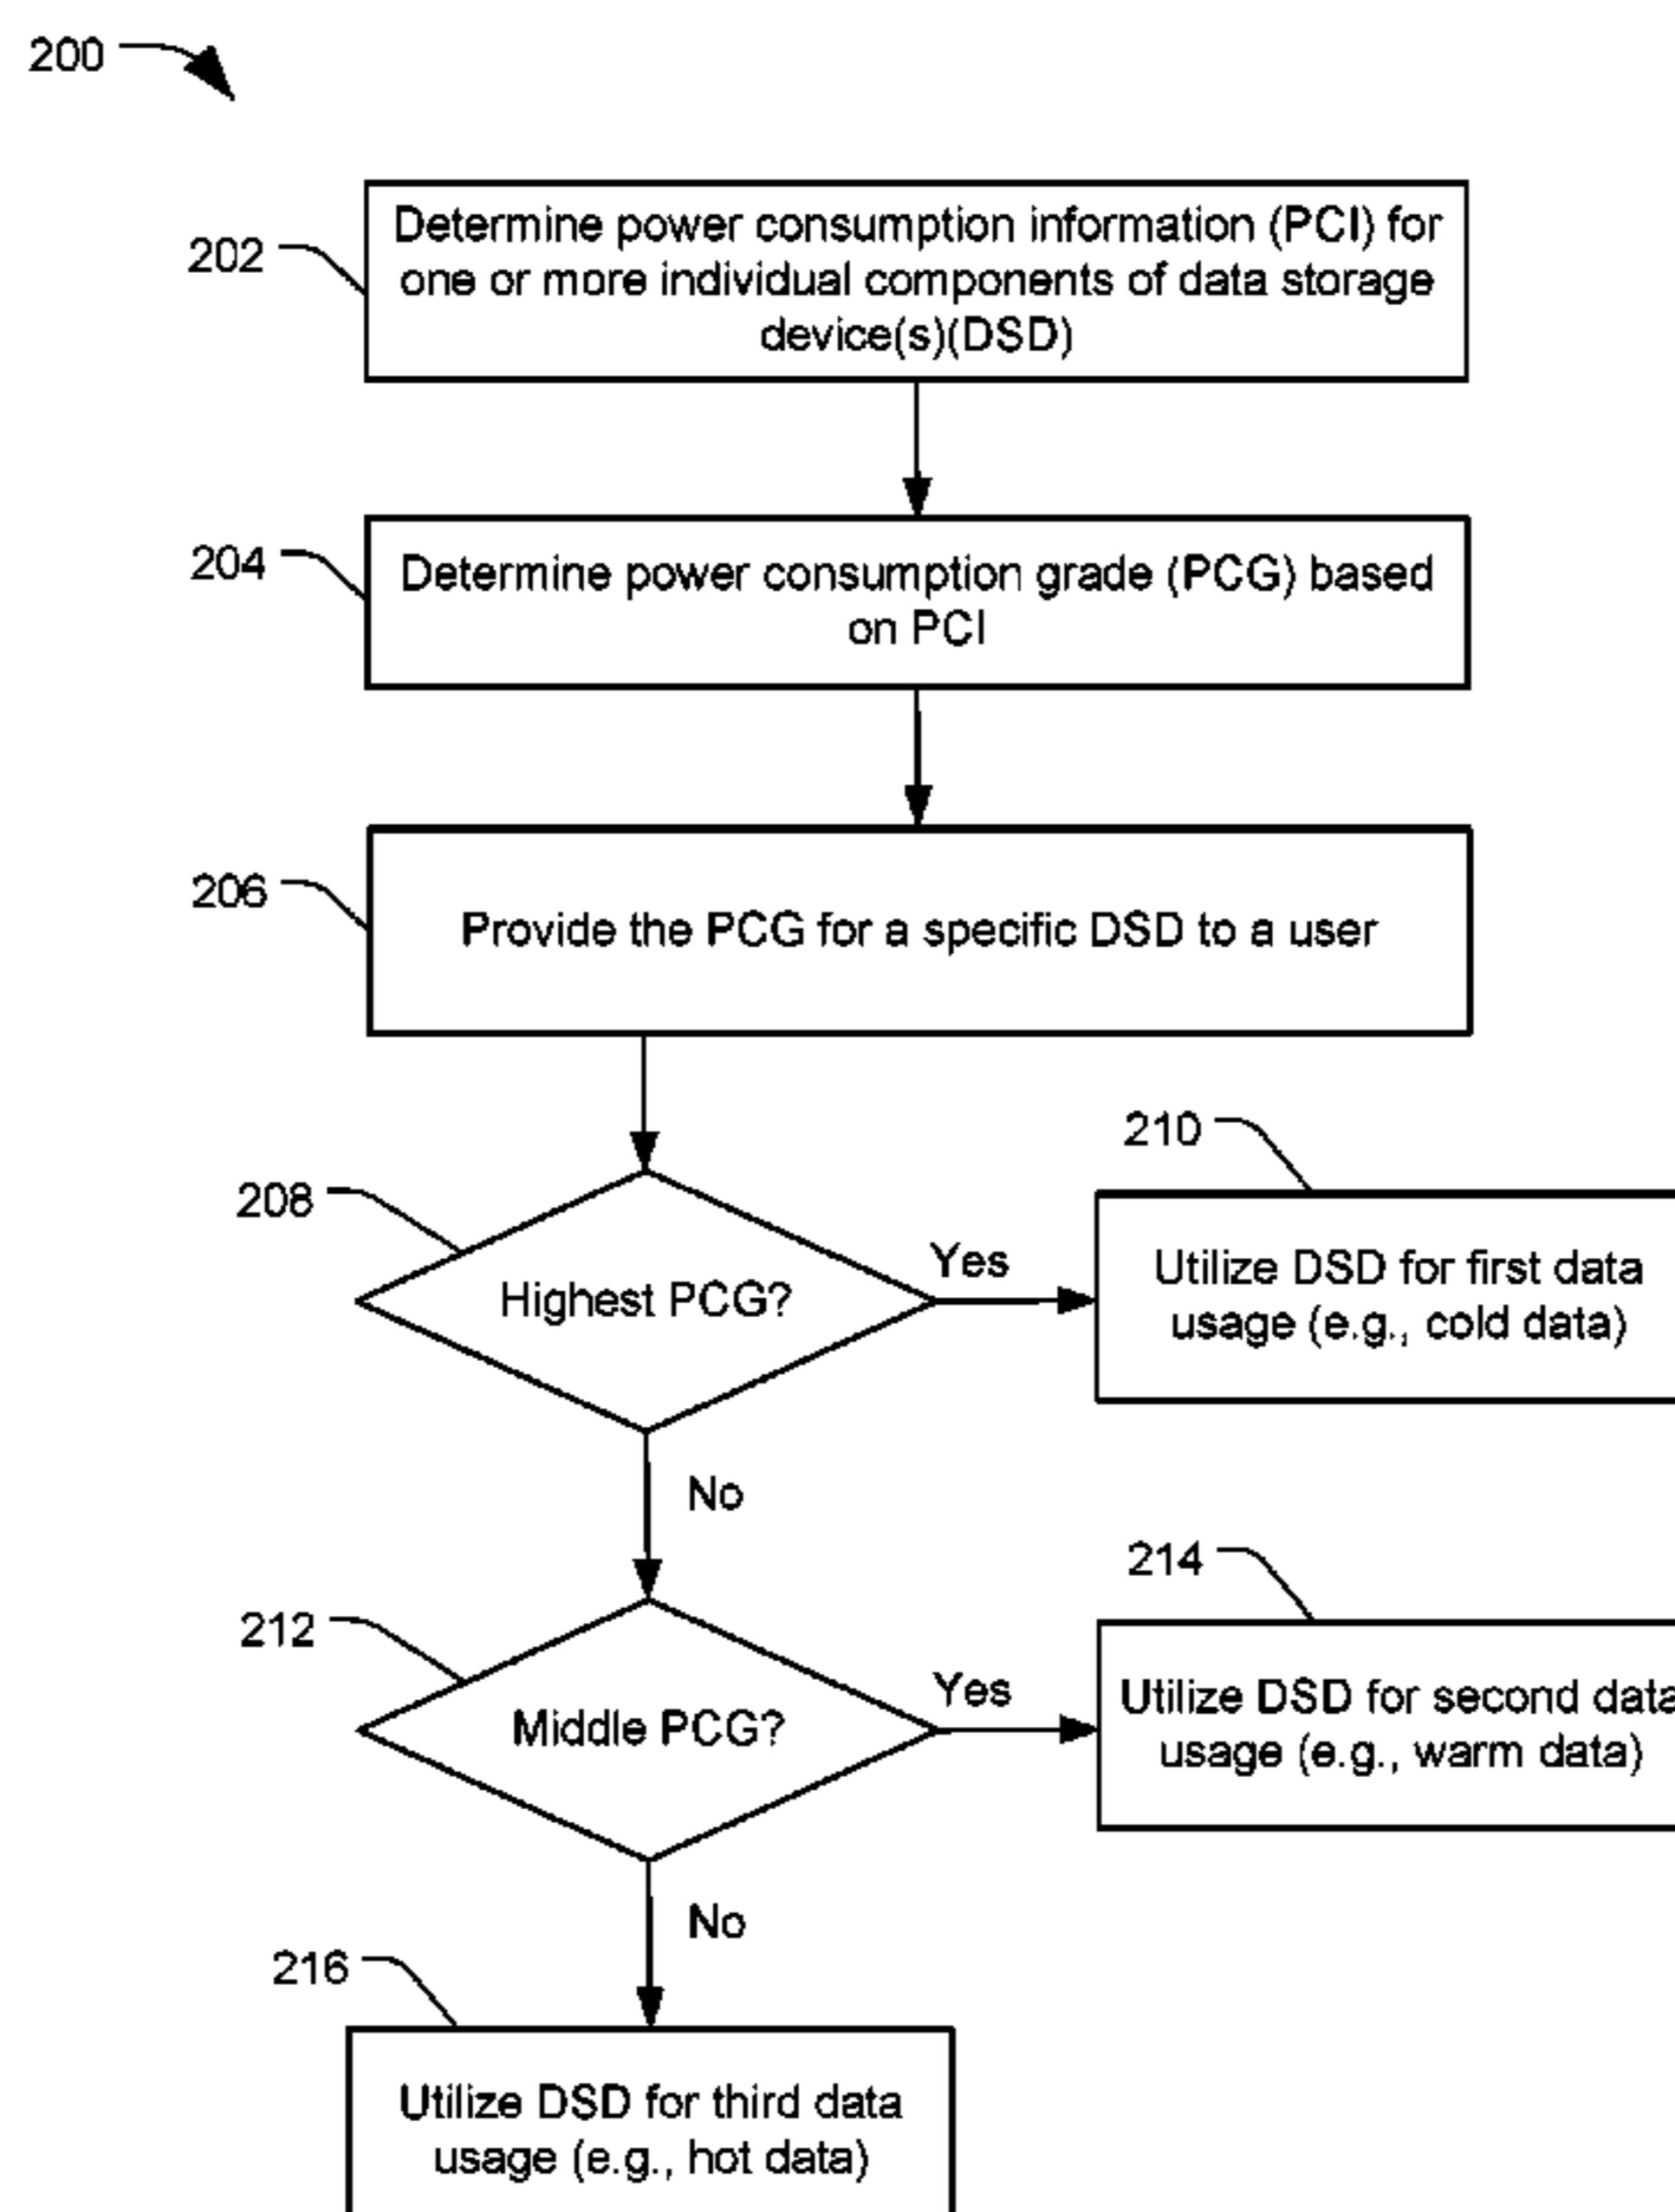 200
202
Determine power consumption information (PCI) for
one or more individual components of data storage
device(s)(DSD)
204
Determine power consumption grade (PCG) based
on PCI
206
Provide the PCG for a specific DSD to a user
208
Highest PCG?
Yes
210
Utilize DSD for first data
usage (e.g., cold data)
No
212
Middle PCG?
Yes
214
Utilize DSD for second data
usage (e.g., warm data)
No
216
Utilize DSD for third data
usage (e.g., hot data)